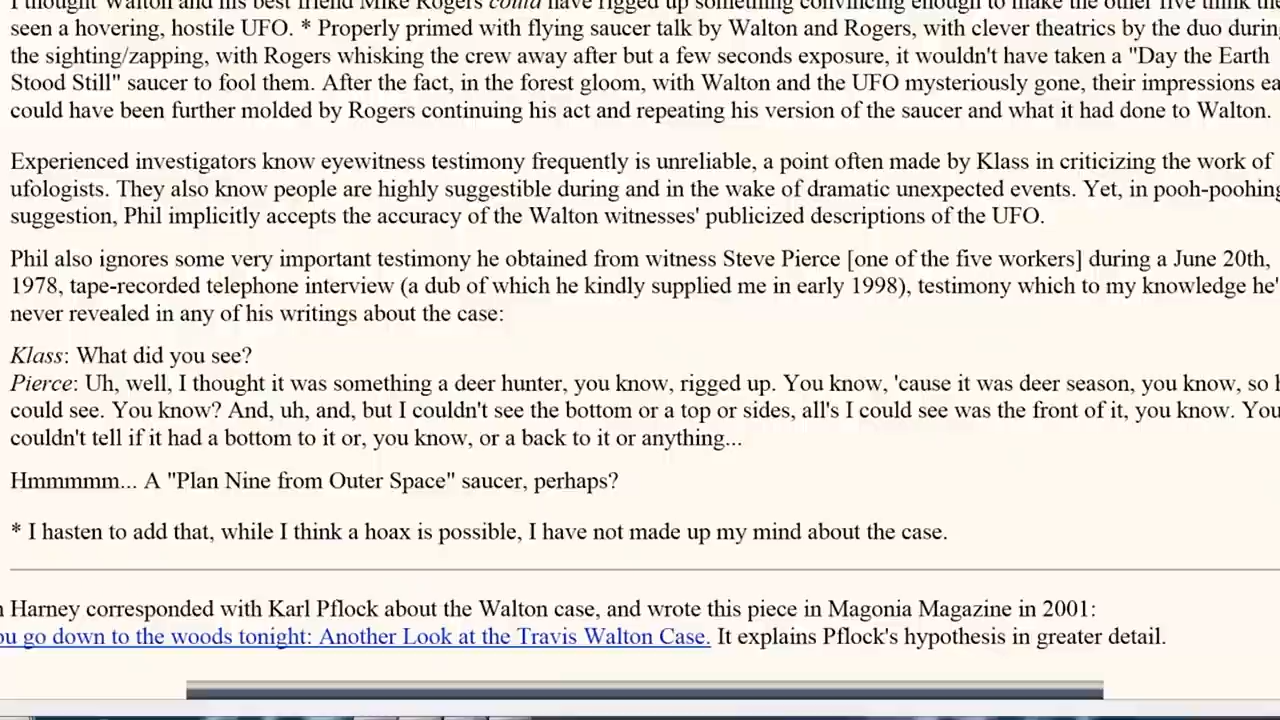 I thought Walton and his best friend Mike Rogers could have rigged up something convincing enough to make the other five think
seen a hovering, hostile UFO. * Properly primed with flying saucer talk by Walton and Rogers, with clever theatrics by the duo
the sighting/zapping, with Rogers whisking the crew away after but a few seconds exposure, it wouldn't have taken a "Day the Earth
Stood Still" saucer to fool them. After the fact, in the forest gloom, with Walton and the UFO mysteriously gone, their impressions
could have been further molded by Rogers continuing his act and repeating his version of the saucer and what it had done to Walton.
Experienced investigators know eyewitness testimony frequently is unreliable, a point often made by Klass in criticizing the work of
ufologists. They also know people are highly suggestible during and in the wake of dramatic unexpected events. Yet, in pooh-poohing
suggestion, Phil implicitly accepts the accuracy of the Walton witnesses' publicized descriptions of the UFO.
Phil also ignores some very important testimony he obtained from witness Steve Pierce [one of the five workers] during a June 20th,
1978, tape-recorded telephone interview (a dub of which he kindly supplied me in early 1998), testimony which to my knowledge he'
never revealed in any of his writings about the case:
Klass: What did you see?
Pierce: Uh, well, I thought it was something a deer hunter, you know, rigged up. You know, 'cause it was deer season, you know, so
could see. You know? And, uh, and, but I couldn't see the bottom or a top or sides, all's I could see was the front of it, you know. You
couldn't tell if it had a bottom to it or, you know, or a back to it or anything...
Hmmmmm... A "Plan Nine from Outer Space" saucer, perhaps?
* I hasten to add that, while I think a hoax is possible, I have not made up my mind about the case.
Harney corresponded with Karl Pflock about the Walton case, and wrote this piece in Magonia Magazine in 2001:
ou go down to the woods tonight: Another Look at the Travis Walton Case. It explains Pflock's hypothesis in greater detail.